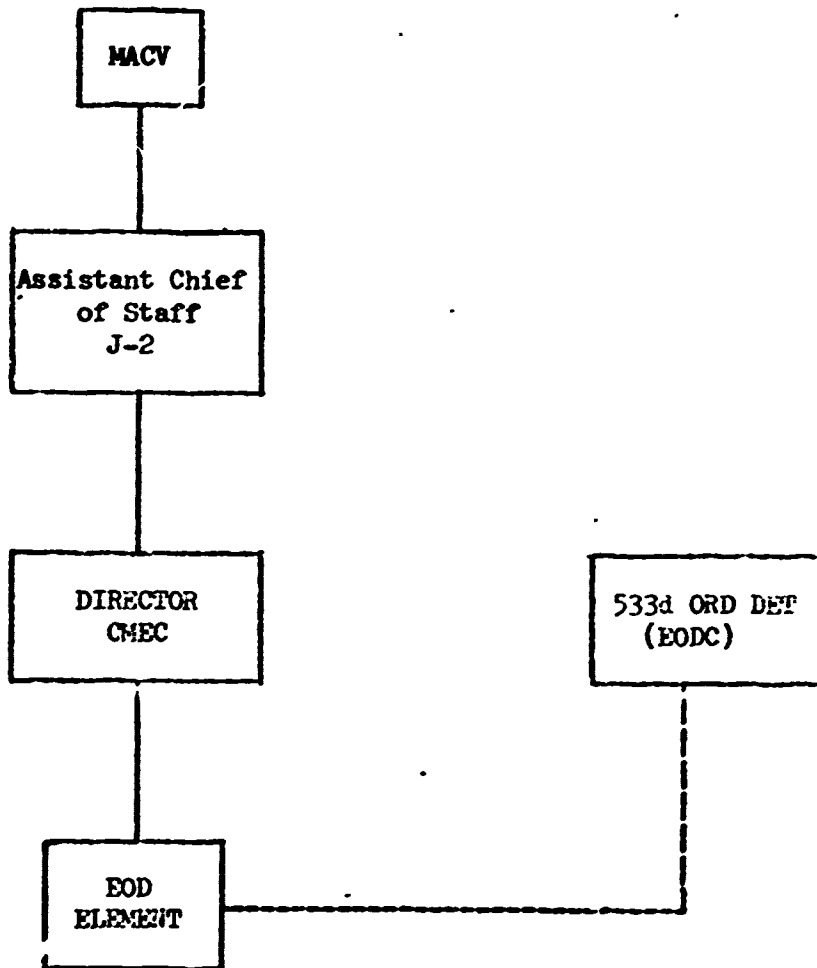 MACV
Assistant Chief
of Staff
J-2
DIRECTOR
CMEC
533d ORD DET
(EODC)
EOD
ELEMENT